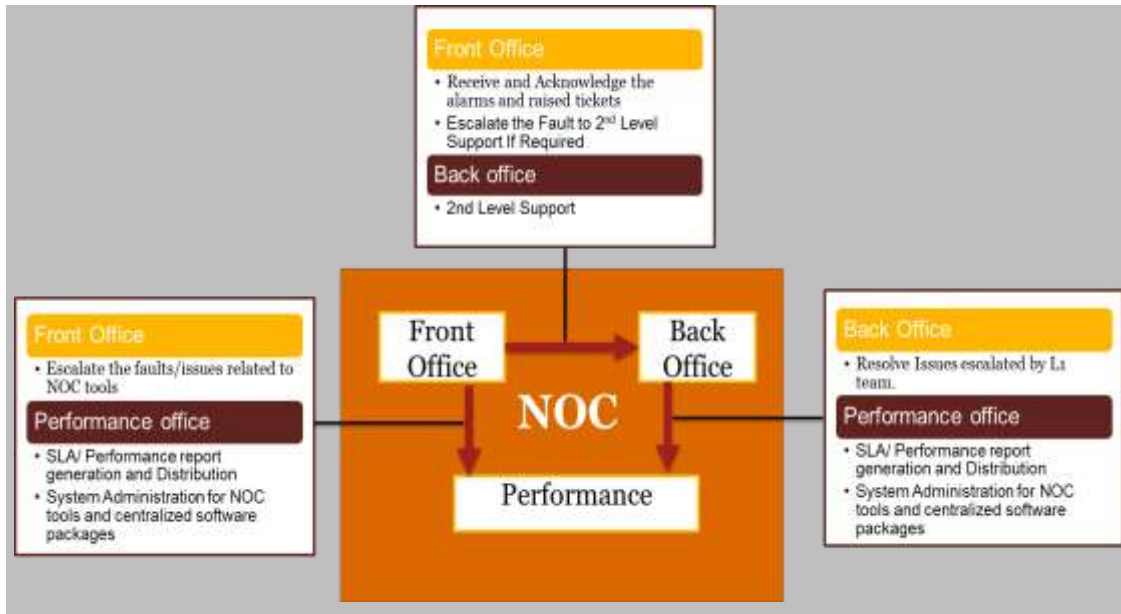 Front Office
• Receive and Acknowledge the
alarms and raised tickets
• Escalate the Fault to 2nd Level
Support If Required
Back office
• 2nd Level Support
Front Office
• Escalate the faults/issues related to
NOC tools
Performance office
• SLA/ Performance report
generation and Distribution
• System Administration for NOC
tools and centralized software
packages
Front
Office
Back
Office
NOC
Performance
Back Office
• Resolve Issues escalated by L1
team.
Performance office
• SLA/ Performance report
generation and Distribution
• System Administration for NOC
tools and centralized software
packages